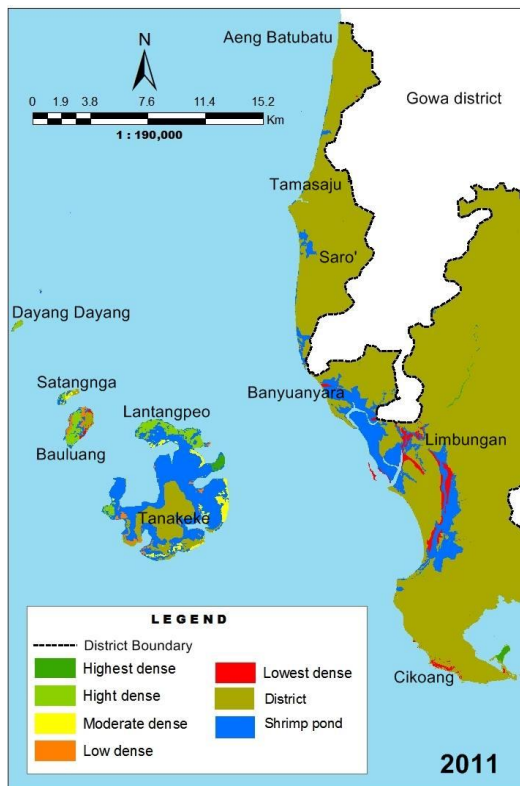 Aeng Batubatu
N
Gowa district
0 1.9 3.8 7.6 11.4 15.2
Km
1 : 190,000
Tamasaju
Saro'
Dayang Dayang
Satangnga
Lantangpeo
Banyuanyara
Bauluang
Limbungan
Tanakeke
LEGEND
District Boundary
Highest dense
Hight dense
Moderate dense
Low dense
Lowest dense
District
Shrimp pond
Cikoang
2011